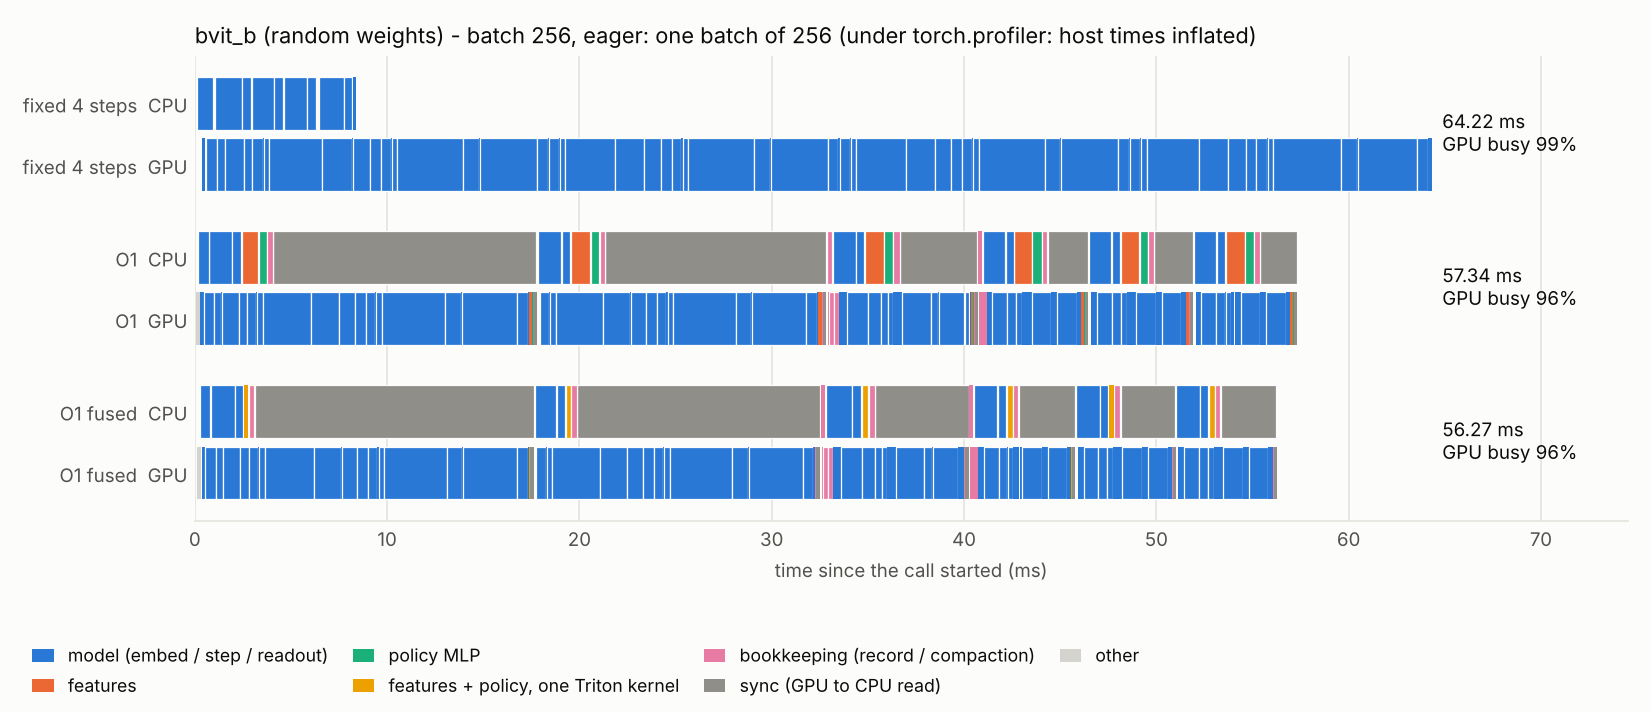 bvit_b (random weights) - batch 256, eager: one batch of 256 (under torch.profiler: host times inflated)
fixed 4 steps CPU
fixed 4 steps GPU
64.22 ms
GPU busy 99%
O1 CPU
O1 GPU
57.34 ms
GPU busy 96%
O1 fused CPU
O1 fused GPU
56.27 ms
GPU busy 96%
0 10 20 30 40 50 60 70
time since the call started (ms)
model (embed / step / readout) policy MLP bookkeeping (record / compaction) other
features features + policy, one Triton kernel sync (GPU to CPU read)